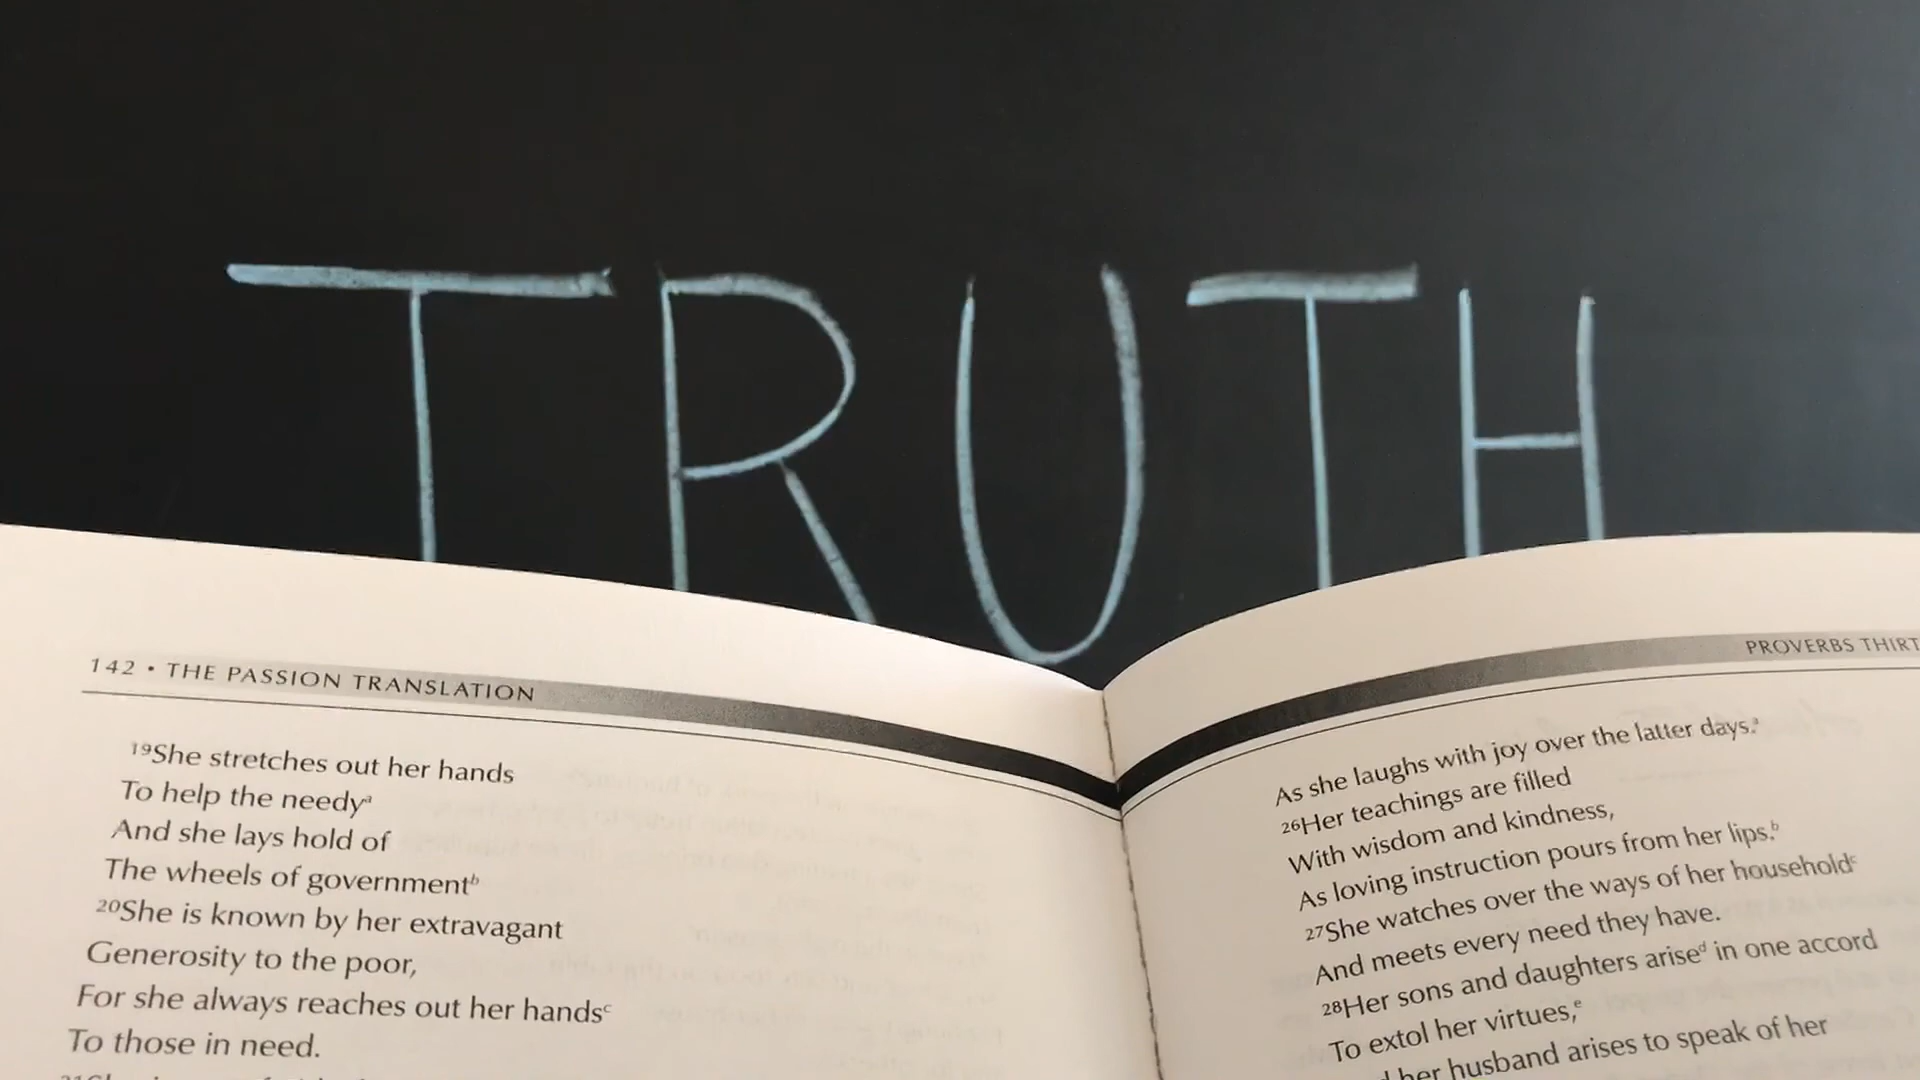 TRUTH
142 • THE PASSION TRANSLATION
19She stretches out her hands
To help the needya
And she lays hold of
The wheels of governmentb
20She is known by her extravagant
Generosity to the poor,
For she always reaches out her handsc
To those in need.
PROVERBS
As she laughs with joy over the latter days.a
26Her teachings are filled
With wisdom and kindness,
As loving instruction pours from her lips.b
27She watches over the ways of her householdc
And meets every need they have.
28Her sons and daughters arised in one accord
To extol her virtues,e
her husband arises to speak of her